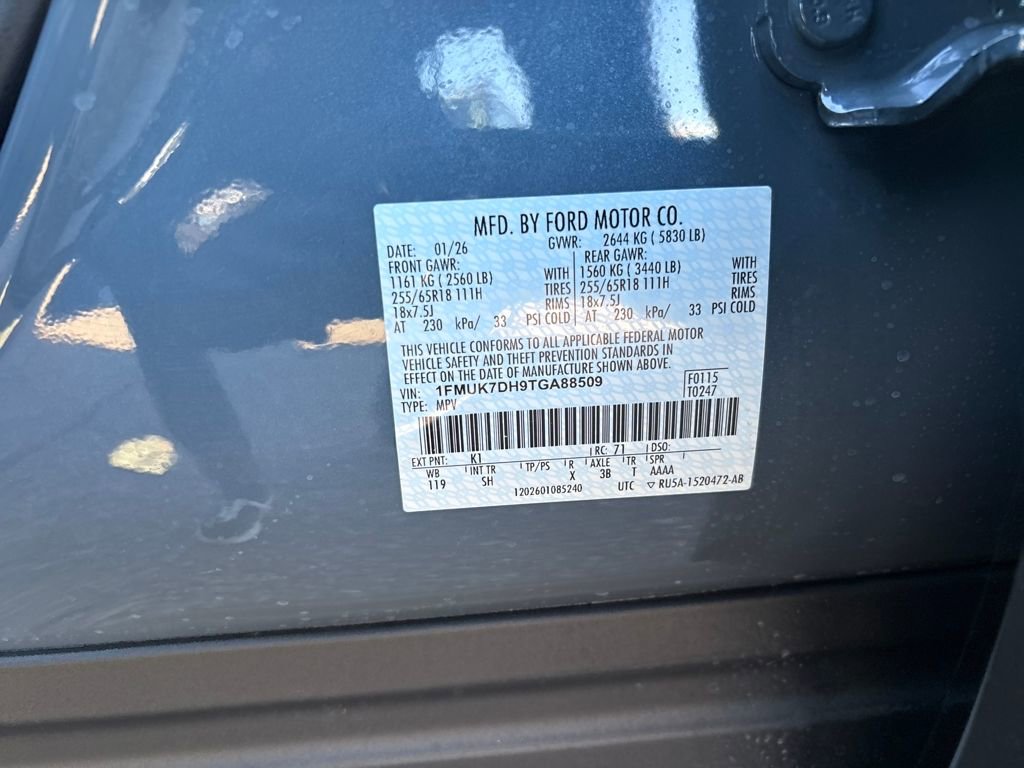 MFD. BY FORD MOTOR CO.
DATE: 01/26 GVWR: 2644 KG ( 5830 LB)
FRONT GAWR: REAR GAWR:
1161 KG ( 2560 LB) WITH 1560 KG ( 3440 LB) WITH
255/65R18 111H TIRES 255/65R18 111H TIRES
18x7.5J RIMS 18x7.5J RIMS
AT 230 kPa/ 33 PSI COLD AT 230 kPa/ 33 PSI COLD
THIS VEHICLE CONFORMS TO ALL APPLICABLE FEDERAL MOTOR
VEHICLE SAFETY AND THEFT PREVENTION STANDARDS IN
EFFECT ON THE DATE OF MANUFACTURE SHOWN ABOVE.
VIN: 1FMUK7DH9TGA88509 F0115
TYPE: MPV T0247
EXT PNT: K1 RC: 71 DSO:
WB INT TR TP/PS R AXLE TR SPR
119 SH X 3B T AAAA
1202601085240 UTC ▽ RU5A-1520472-AB